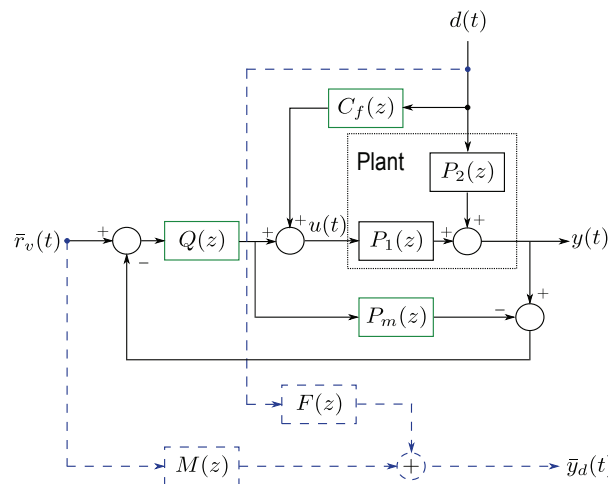 d(t)
C_f(z)
Plant
P_2(z)
+
+
r̄_v(t)
+
−
Q(z)
+
u(t)
P_1(z)
+
y(t)
P_m(z)
−
+
F(z)
M(z)
+
ȳ_d(t)